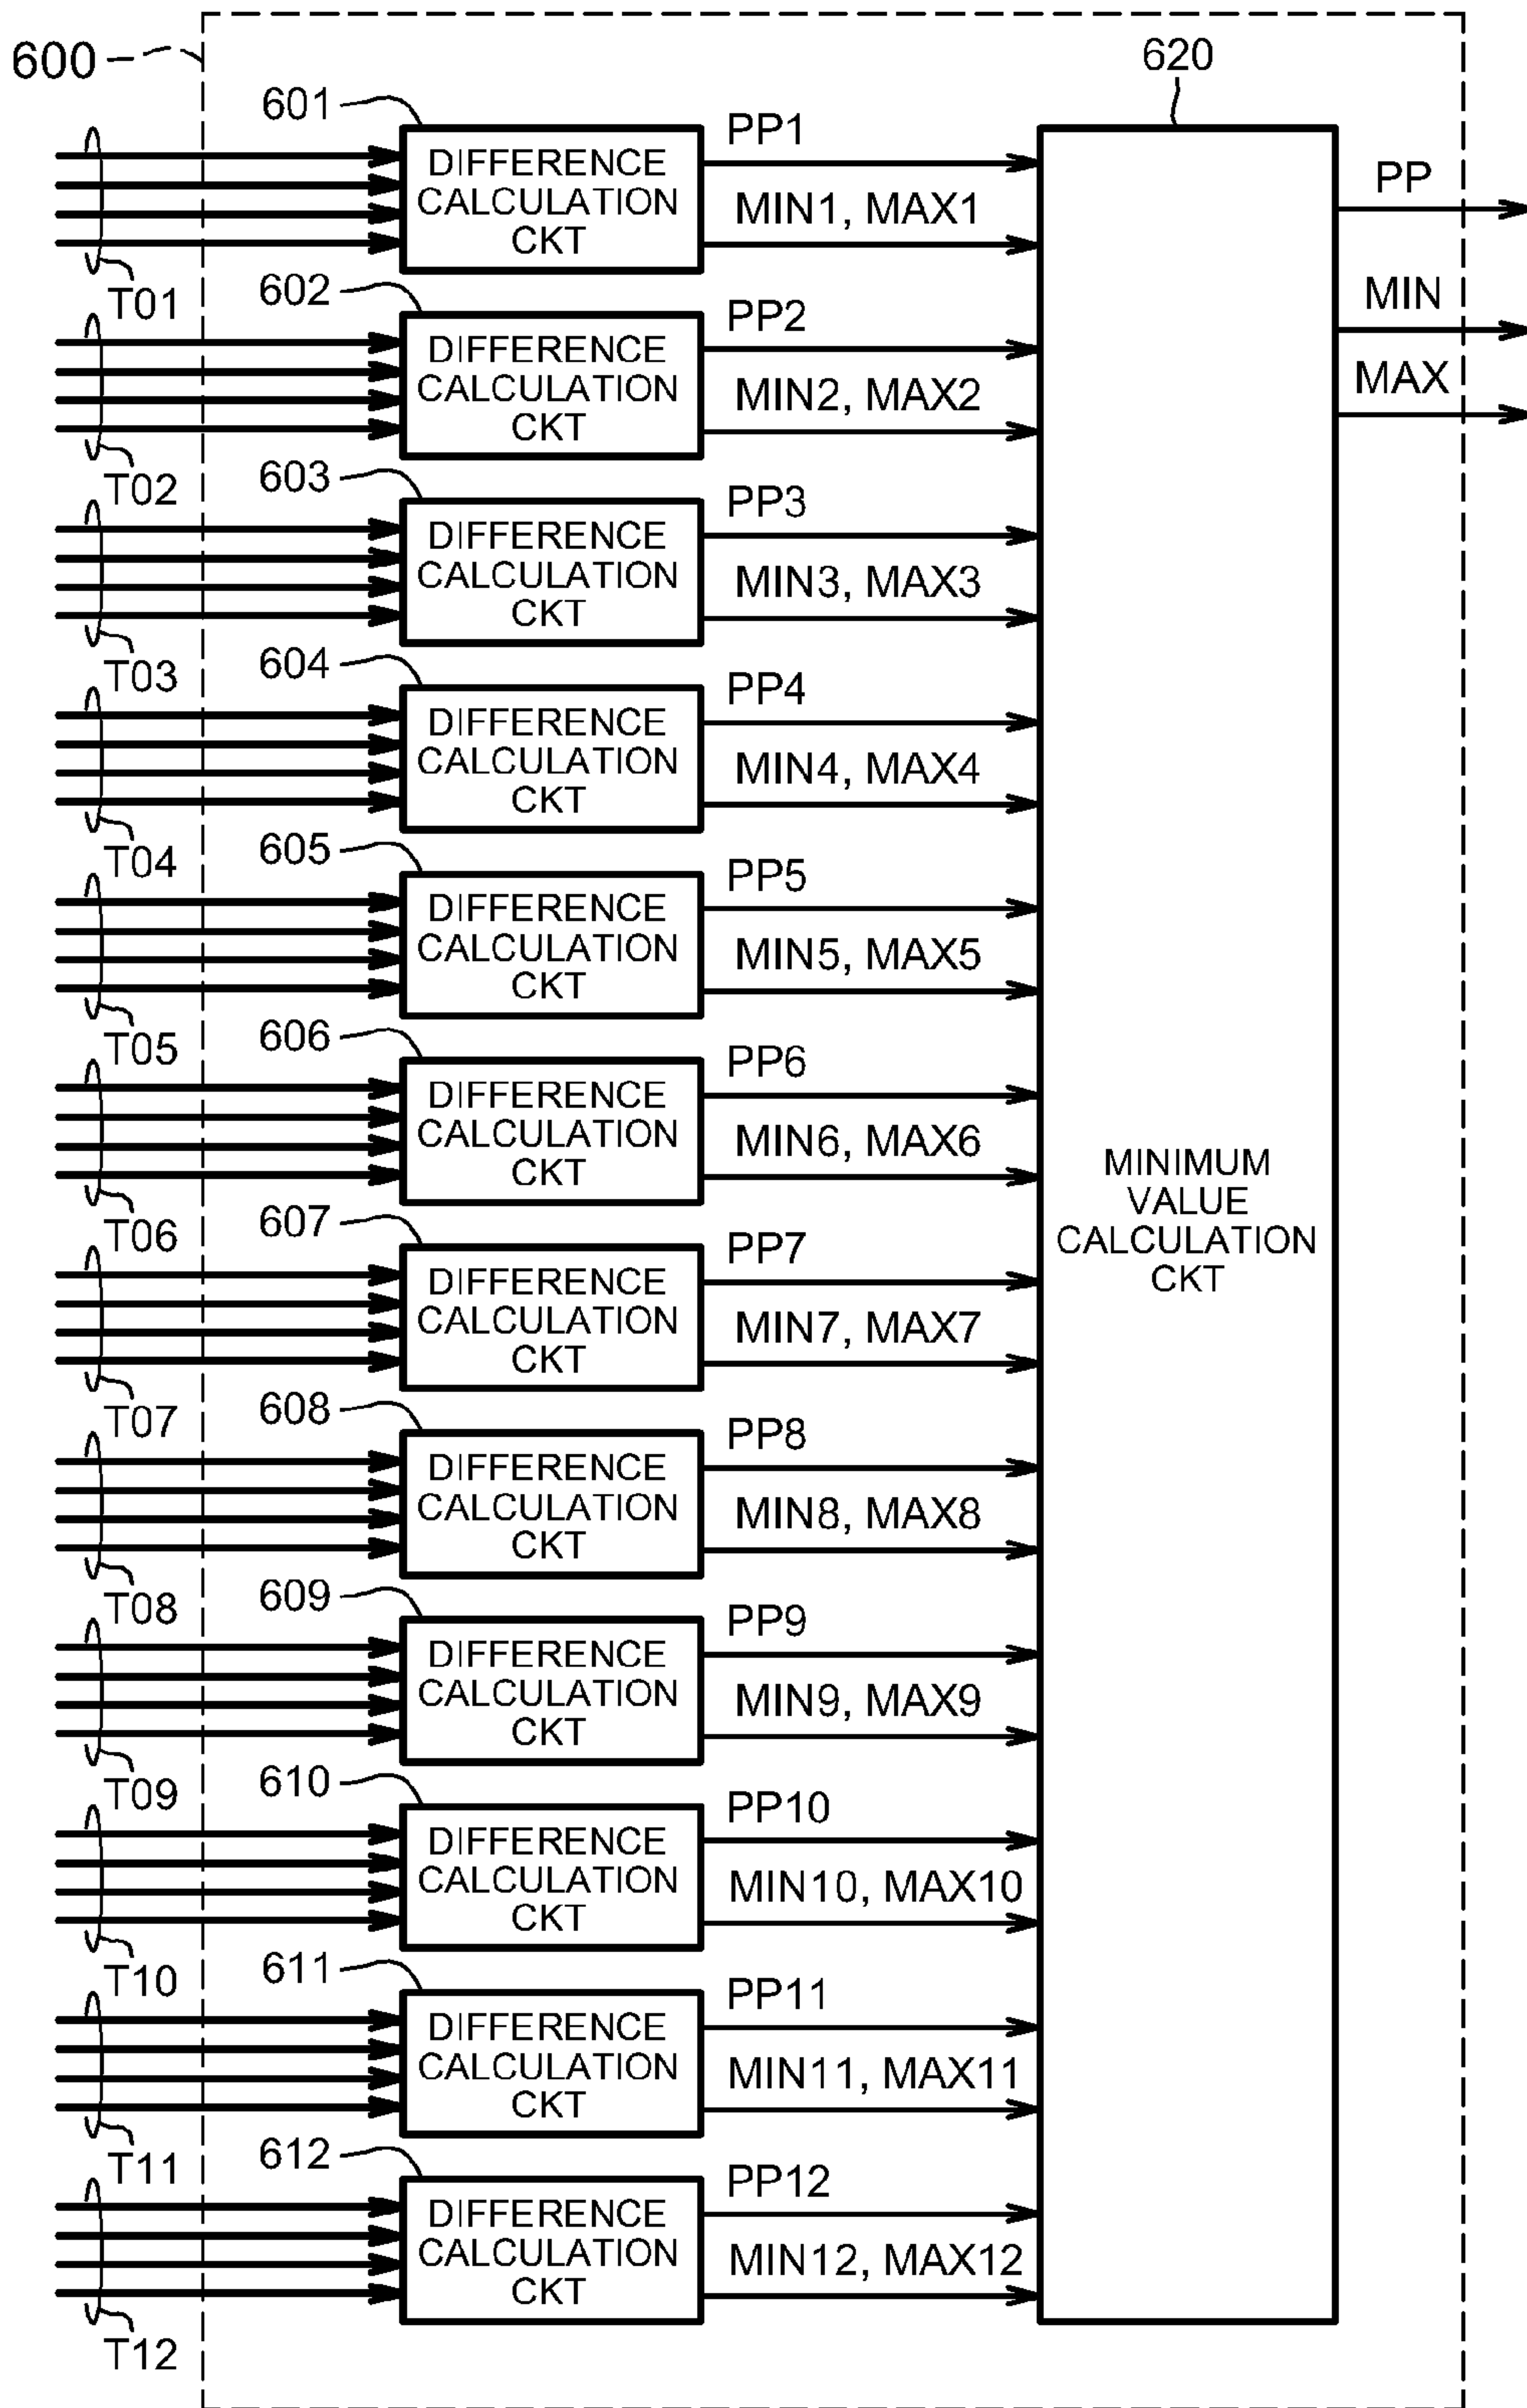 600
620
601
DIFFERENCE
CALCULATION
CKT
PP1
MIN1, MAX1
T01
PP
MIN
MAX
602
DIFFERENCE
CALCULATION
CKT
PP2
MIN2, MAX2
T02
603
DIFFERENCE
CALCULATION
CKT
PP3
MIN3, MAX3
T03
604
DIFFERENCE
CALCULATION
CKT
PP4
MIN4, MAX4
T04
605
DIFFERENCE
CALCULATION
CKT
PP5
MIN5, MAX5
T05
606
DIFFERENCE
CALCULATION
CKT
PP6
MIN6, MAX6
T06
MINIMUM
VALUE
CALCULATION
CKT
607
DIFFERENCE
CALCULATION
CKT
PP7
MIN7, MAX7
T07
608
DIFFERENCE
CALCULATION
CKT
PP8
MIN8, MAX8
T08
609
DIFFERENCE
CALCULATION
CKT
PP9
MIN9, MAX9
T09
610
DIFFERENCE
CALCULATION
CKT
PP10
MIN10, MAX10
T10
611
DIFFERENCE
CALCULATION
CKT
PP11
MIN11, MAX11
T11
612
DIFFERENCE
CALCULATION
CKT
PP12
MIN12, MAX12
T12